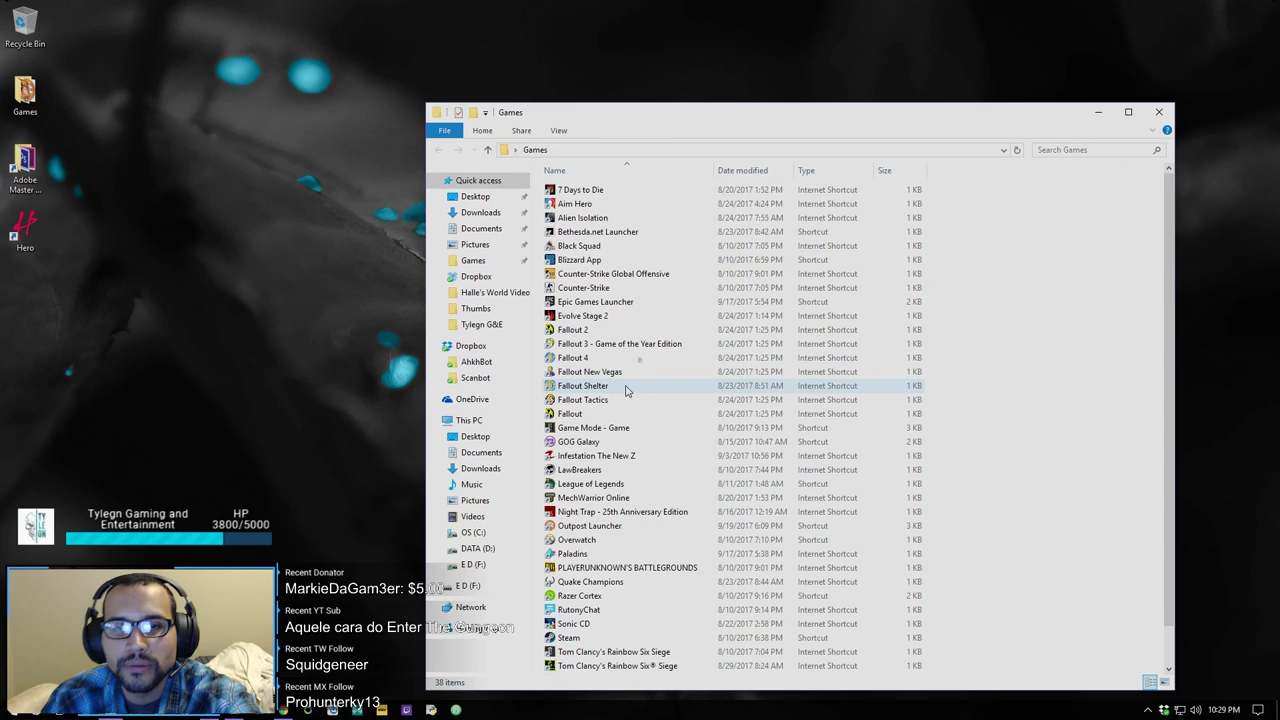 Recycle Bin
Games
Adobe
Master ...
Hero
Games
File
Home
Share
View
Games
Search Games
Name
Date modified
Type
Size
Quick access
Desktop
Downloads
Documents
Pictures
Games
Dropbox
Halle's World Video
Thumbs
Tylegn G&E
Dropbox
AhkhBot
Scanbot
OneDrive
This PC
Desktop
Documents
Downloads
Music
Pictures
Videos
OS (C:)
DATA (D:)
E D (F:)
E D (F:)
Network
7 Days to Die 8/20/2017 1:52 PM Internet Shortcut 1 KB
Aim Hero 8/24/2017 4:24 PM Internet Shortcut 1 KB
Alien Isolation 8/24/2017 7:55 AM Internet Shortcut 1 KB
Bethesda.net Launcher 8/23/2017 8:42 AM Shortcut 1 KB
Black Squad 8/10/2017 7:05 PM Internet Shortcut 1 KB
Blizzard App 8/10/2017 6:59 PM Shortcut 1 KB
Counter-Strike Global Offensive 8/10/2017 9:01 PM Internet Shortcut 1 KB
Counter-Strike 8/10/2017 7:05 PM Internet Shortcut 1 KB
Epic Games Launcher 9/17/2017 5:54 PM Shortcut 2 KB
Evolve Stage 2 8/24/2017 1:14 PM Internet Shortcut 1 KB
Fallout 2 8/24/2017 1:25 PM Internet Shortcut 1 KB
Fallout 3 - Game of the Year Edition 8/24/2017 1:25 PM Internet Shortcut 1 KB
Fallout 4 8/24/2017 1:25 PM Internet Shortcut 1 KB
Fallout New Vegas 8/24/2017 1:25 PM Internet Shortcut 1 KB
Fallout Shelter 8/23/2017 8:51 AM Internet Shortcut 1 KB
Fallout Tactics 8/24/2017 1:25 PM Internet Shortcut 1 KB
Fallout 8/24/2017 1:25 PM Internet Shortcut 1 KB
Game Mode - Game 8/10/2017 9:13 PM Shortcut 3 KB
GOG Galaxy 8/15/2017 10:47 AM Shortcut 2 KB
Infestation The New Z 9/3/2017 10:56 PM Internet Shortcut 1 KB
LawBreakers 8/10/2017 7:44 PM Internet Shortcut 1 KB
League of Legends 8/11/2017 1:48 AM Shortcut 1 KB
MechWarrior Online 8/20/2017 1:53 PM Internet Shortcut 1 KB
Night Trap - 25th Anniversary Edition 8/16/2017 12:19 AM Internet Shortcut 1 KB
Outpost Launcher 9/19/2017 6:09 PM Shortcut 3 KB
Overwatch 8/10/2017 7:10 PM Shortcut 1 KB
Paladins 9/17/2017 5:38 PM Internet Shortcut 1 KB
PLAYERUNKNOWN'S BATTLEGROUNDS 8/10/2017 9:01 PM Internet Shortcut 1 KB
Quake Champions 8/23/2017 8:44 AM Internet Shortcut 1 KB
Razer Cortex 8/10/2017 9:16 PM Shortcut 2 KB
RutonyChat 8/10/2017 9:14 PM Internet Shortcut 1 KB
Sonic CD 8/22/2017 2:58 PM Internet Shortcut 1 KB
Steam 8/10/2017 6:38 PM Shortcut 1 KB
Tom Clancy's Rainbow Six Siege 8/10/2017 7:04 PM Internet Shortcut 1 KB
Tom Clancy's Rainbow Six® Siege 8/29/2017 8:24 AM Internet Shortcut 1 KB
38 items
Tylegn Gaming and
Entertainment
HP
3800/5000
Recent Donator
MarkieDaGam3er: $5.00
Recent YT Sub
Aquele cara do Enter The Gungeon
Recent TW Follow
Squidgeneer
Recent MX Follow
Prohunterky13
10:29 PM